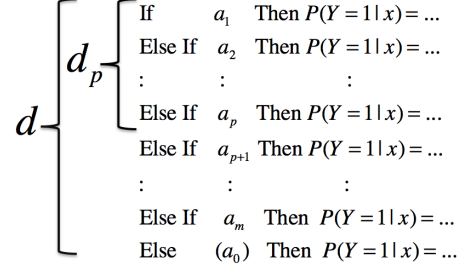 If a₁ Then P(Y = 1 | x) = ...
Else If a₂ Then P(Y = 1 | x) = ...
: : :
Else If aₚ Then P(Y = 1 | x) = ...
Else If aₚ₊₁ Then P(Y = 1 | x) = ...
: : :
Else If aₘ Then P(Y = 1 | x) = ...
Else (a₀) Then P(Y = 1 | x) = ...
dₚ
d